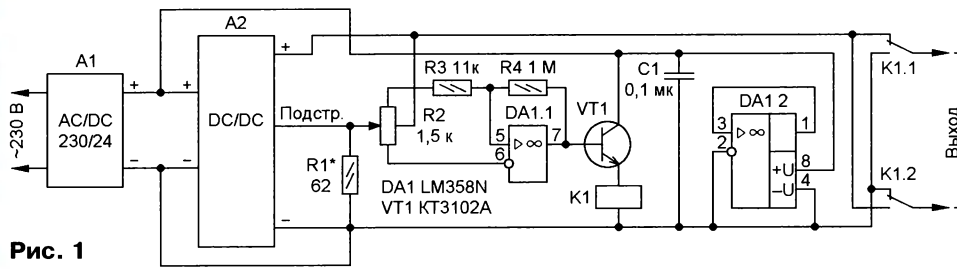 A1
~230 В
+
−
AC/DC
230/24
A2
+
−
DC/DC
+
−
Подстр.
R1*
62
R2
1,5 к
R3 11к
R4 1 М
DA1.1
5
6
▷ ∞
7
VT1
K1
C1
0,1 мк
DA1 2
3
2
▷ ∞
1
8
+U
−U
4
K1.1
K1.2
Выход
DA1 LM358N
VT1 КТ3102А
Рис. 1